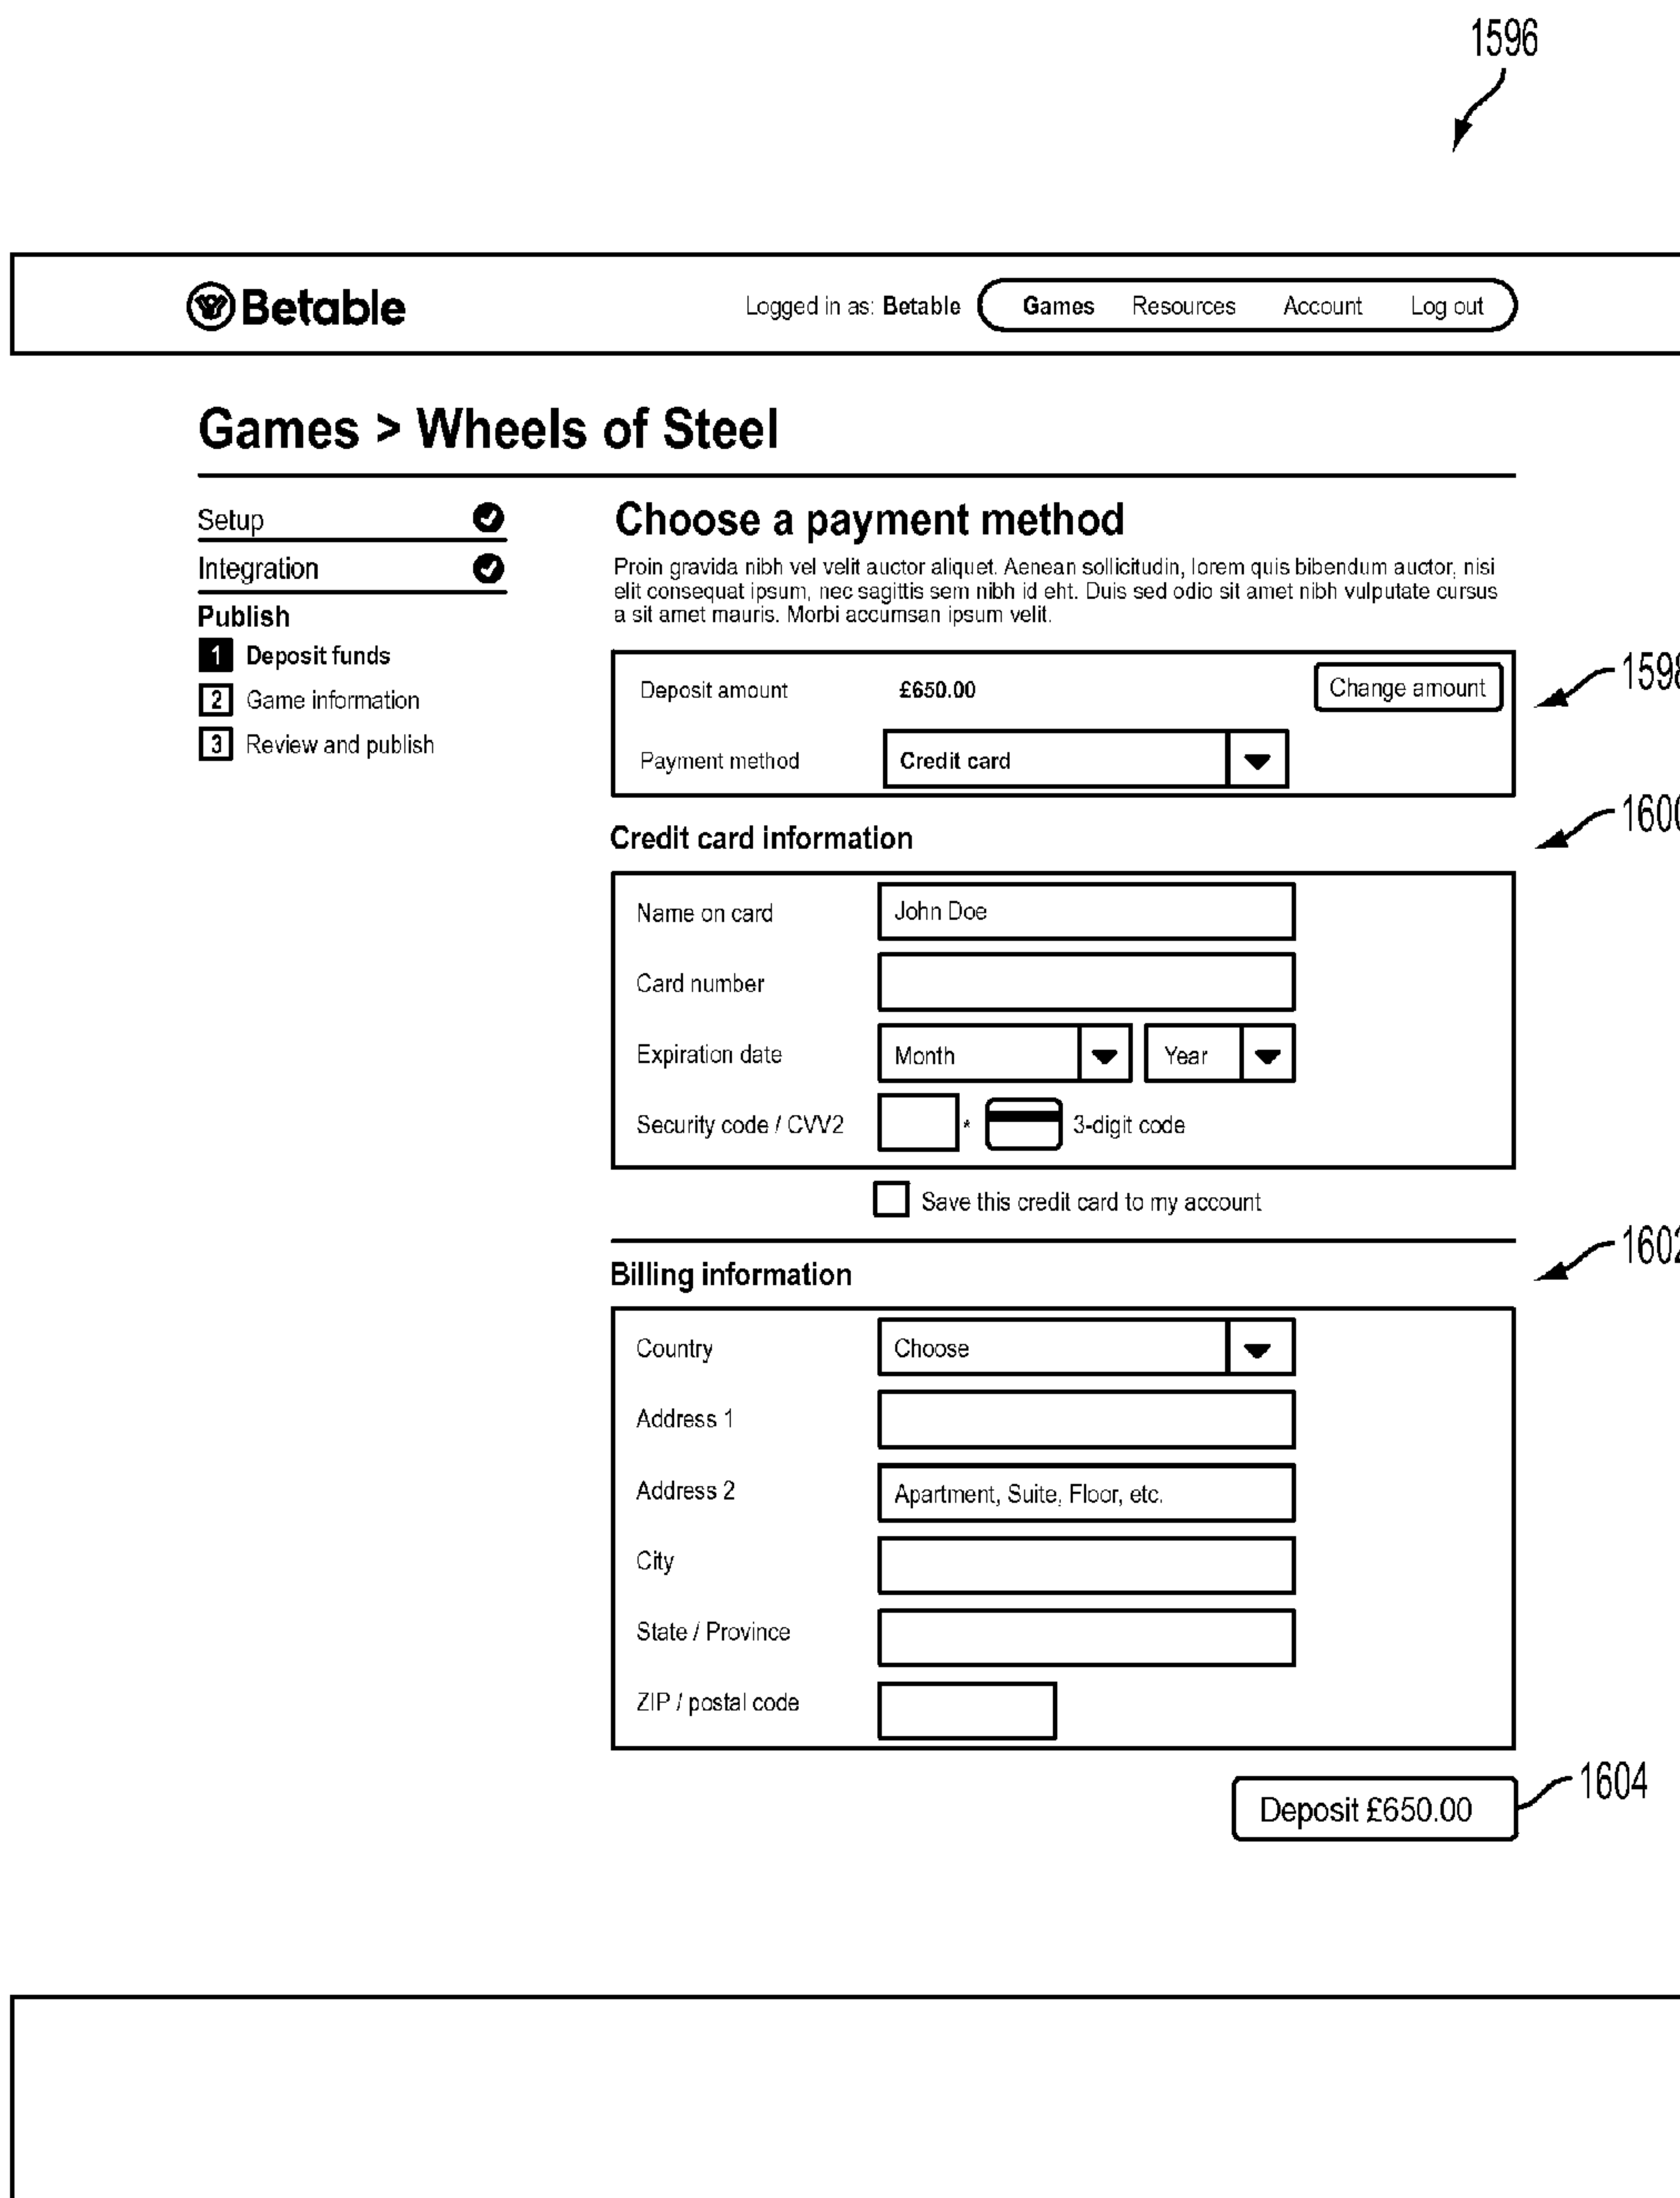 1596
Betable
Logged in as: Betable Games Resources Account Log out
Games > Wheels of Steel
Setup
Integration
Publish
1 Deposit funds
2 Game information
3 Review and publish
Choose a payment method
Proin gravida nibh vel velit auctor aliquet. Aenean sollicitudin, lorem quis bibendum auctor, nisi
elit consequat ipsum, nec sagittis sem nibh id eht. Duis sed odio sit amet nibh vulputate cursus
a sit amet mauris. Morbi accumsan ipsum velit.
Deposit amount £650.00 Change amount
1598
Payment method Credit card
1600
Credit card information
Name on card John Doe
Card number
Expiration date Month Year
Security code / CVV2 * 3-digit code
Save this credit card to my account
1602
Billing information
Country Choose
Address 1
Address 2 Apartment, Suite, Floor, etc.
City
State / Province
ZIP / postal code
Deposit £650.00
1604